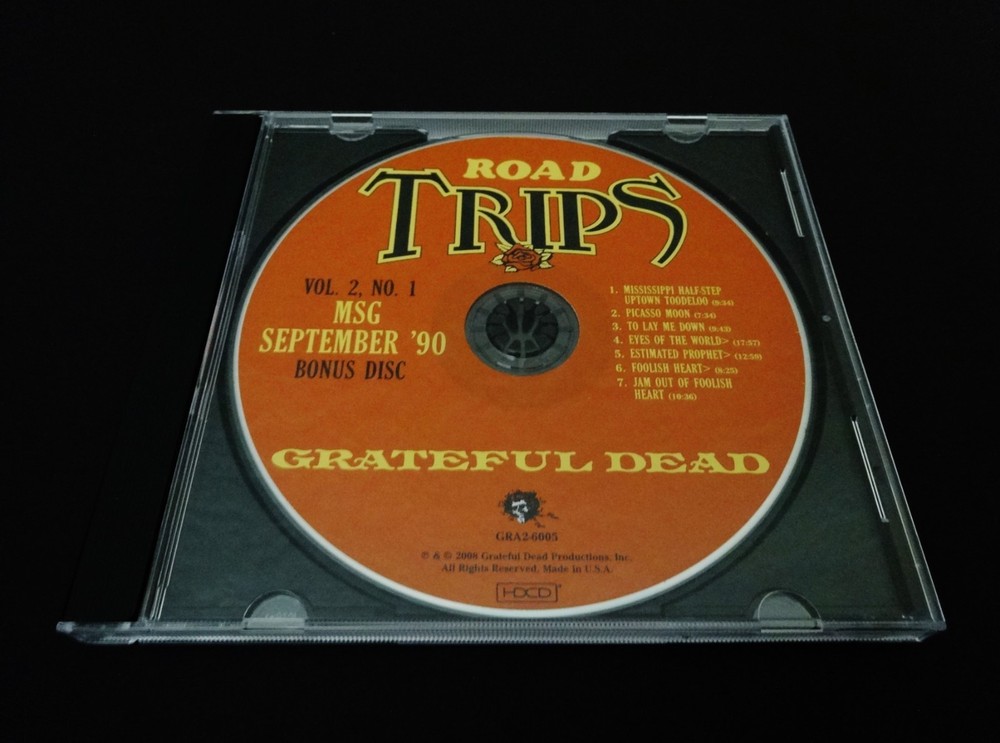 ROAD
TRIPS
VOL. 2, NO. 1
MSG
SEPTEMBER '90
BONUS DISC
1. MISSISSIPPI HALF-STEP
UPTOWN TOODELOO (9:34)
2. PICASSO MOON (7:34)
3. TO LAY ME DOWN (9:43)
4. EYES OF THE WORLD> (17:57)
5. ESTIMATED PROPHET> (12:59)
6. FOOLISH HEART> (8:25)
7. JAM OUT OF FOOLISH
HEART (10:36)
GRATEFUL DEAD
GRA2-6005
℗ & © 2008 Grateful Dead Productions, Inc.
All Rights Reserved. Made in U.S.A.
HDCD